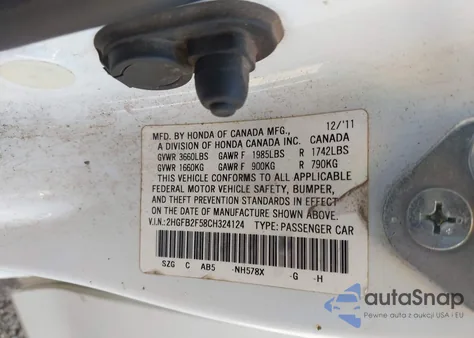 12/'11
MFD. BY HONDA OF CANADA MFG.,
A DIVISION OF HONDA CANADA INC. CANADA
GVWR 3660LBS GAWR F 1985LBS R 1742LBS
GVWR 1660KG GAWR F 900KG R 790KG
THIS VEHICLE CONFORMS TO ALL APPLICABLE
FEDERAL MOTOR VEHICLE SAFETY, BUMPER,
AND THEFT PREVENTION STANDARDS IN EFFECT
ON THE DATE OF MANUFACTURE SHOWN ABOVE.
V.I.N.:2HGFB2F58CH324124 TYPE: PASSENGER CAR
SZG C AB5 -NH578X -G -H
autoSnap
Pewne auta z aukcji USA i EU